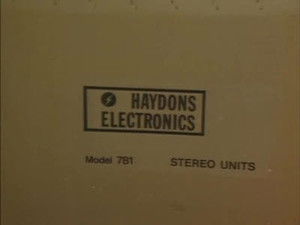 HAYDONS
ELECTRONICS
Model 781 STEREO UNITS